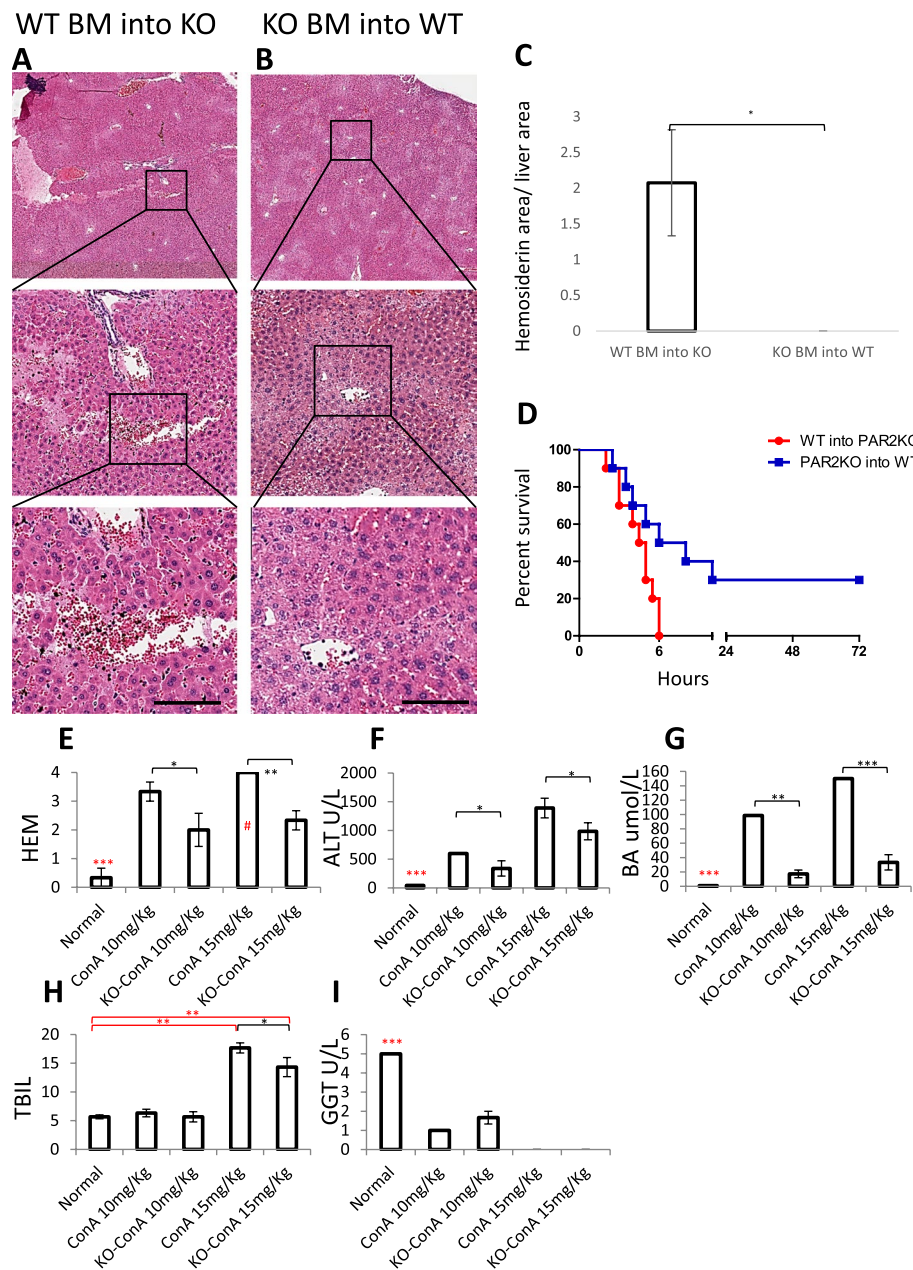 WT BM into KO
KO BM into WT
A
B
C
Hemosiderin area/ liver area
3
2.5
2
1.5
1
0.5
0
*
WT BM into KO
KO BM into WT
D
WT into PAR2KO
PAR2KO into WT
Percent survival
100
80
60
40
20
0
0
6
24
48
72
Hours
E
HEM
4
3
2
1
0
***
*
#
**
Normal
ConA 10mg/Kg
KO-ConA 10mg/Kg
ConA 15mg/Kg
KO-ConA 15mg/Kg
F
ALT U/L
2000
1500
1000
500
0
***
*
*
Normal
ConA 10mg/Kg
KO-ConA 10mg/Kg
ConA 15mg/Kg
KO-ConA 15mg/Kg
G
BA umol/L
160
140
120
100
80
60
40
20
0
***
**
***
Normal
ConA 10mg/Kg
KO-ConA 10mg/Kg
ConA 15mg/Kg
KO-ConA 15mg/Kg
H
TBIL
20
15
10
5
0
**
**
*
Normal
ConA 10mg/Kg
KO-ConA 10mg/Kg
ConA 15mg/Kg
KO-ConA 15mg/Kg
I
GGT U/L
6
5
4
3
2
1
0
***
Normal
ConA 10mg/Kg
KO-ConA 10mg/Kg
ConA 15mg/Kg
KO-ConA 15mg/Kg